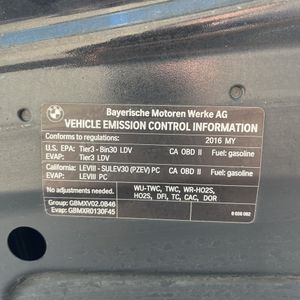 BMW
Bayerische Motoren Werke AG
VEHICLE EMISSION CONTROL INFORMATION
Conforms to regulations: 2016 MY
U.S. EPA: Tier3 - Bin30 LDV CA OBD II Fuel: gasoline
EVAP: Tier3 LDV
California: LEVIII - SULEV30 (PZEV) PC CA OBD II Fuel: gasoline
EVAP: LEVIII PC
No adjustments needed. WU-TWC, TWC, WR-HO2S,
HO2S, DFI, TC, CAC, DOR
Group: GBMXV02.0B46
Evap: GBMXR0130F45